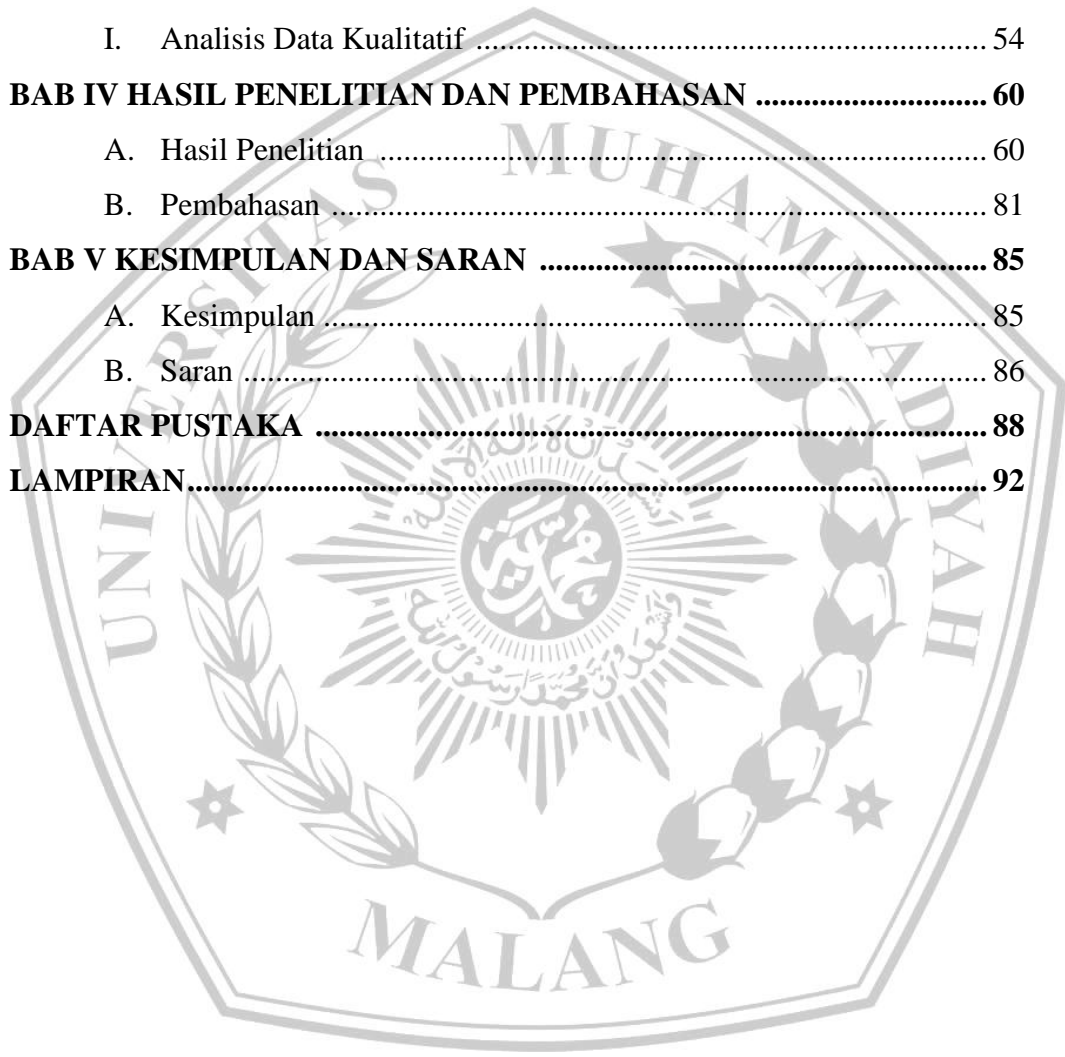 I. Analisis Data Kualitatif ........................................................................ 54
BAB IV HASIL PENELITIAN DAN PEMBAHASAN ................................ 60
A. Hasil Penelitian ..................................................................................... 60
B. Pembahasan ............................................................................................ 81
BAB V KESIMPULAN DAN SARAN .............................................................. 85
A. Kesimpulan ............................................................................................. 85
B. Saran ........................................................................................................ 86
DAFTAR PUSTAKA ............................................................................................. 88
LAMPIRAN ................................................................................................................ 92
UNIVERSITAS MUHAMMADIYAH
MALANG